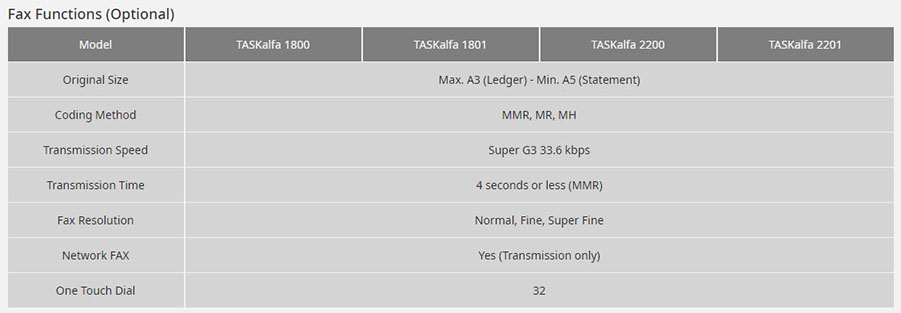 Fax Functions (Optional)
Model TASKalfa 1800 TASKalfa 1801 TASKalfa 2200 TASKalfa 2201
Original Size Max. A3 (Ledger) - Min. A5 (Statement)
Coding Method MMR, MR, MH
Transmission Speed Super G3 33.6 kbps
Transmission Time 4 seconds or less (MMR)
Fax Resolution Normal, Fine, Super Fine
Network FAX Yes (Transmission only)
One Touch Dial 32